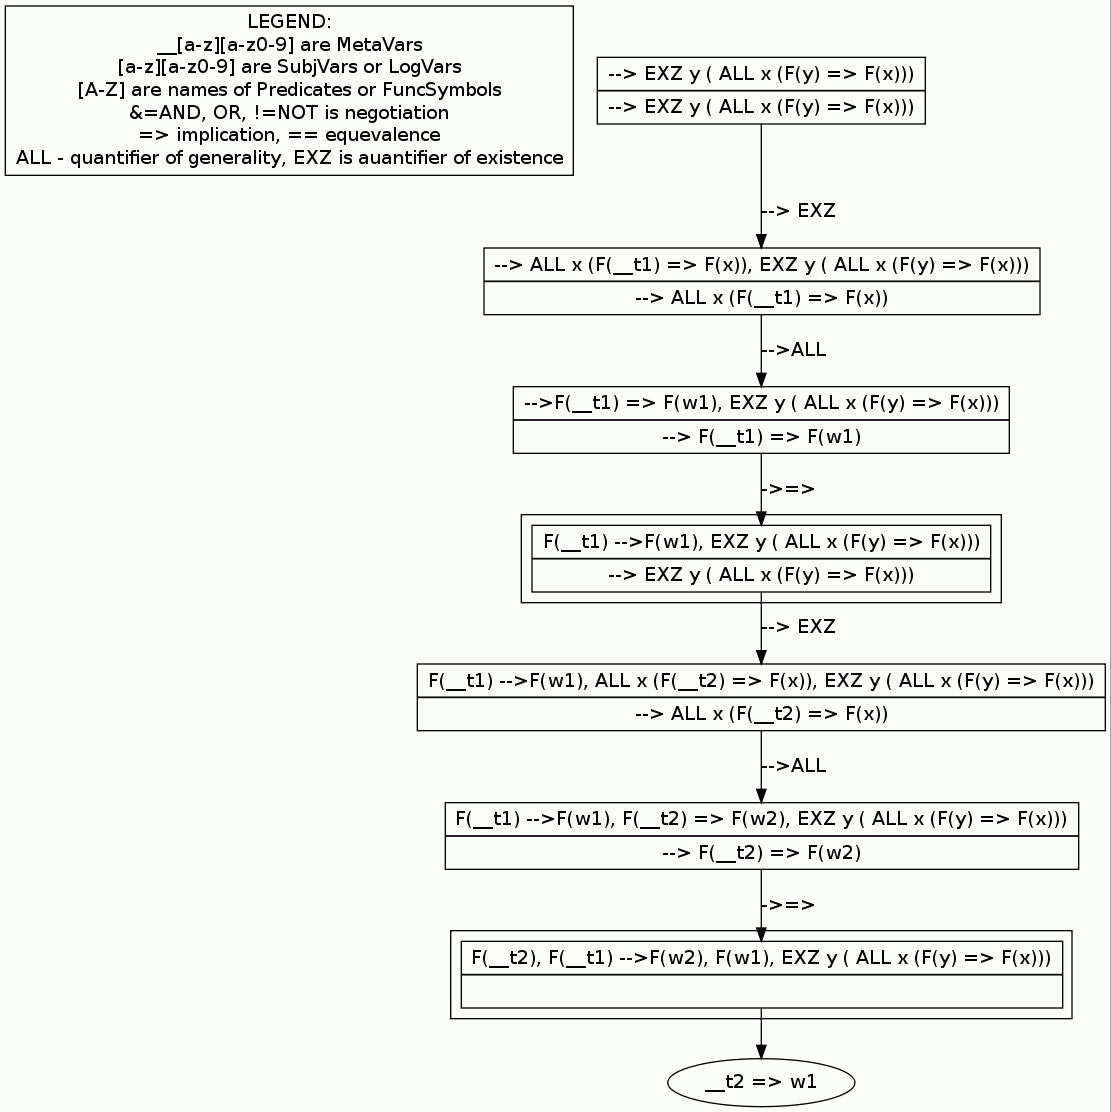 LEGEND:
__[a-z][a-z0-9] are MetaVars
[a-z][a-z0-9] are SubjVars or LogVars
[A-Z] are names of Predicates or FuncSymbols
&=AND, OR, !=NOT is negotiation
=> implication, == equevalence
ALL - quantifier of generality, EXZ is auantifier of existence
--> EXZ y ( ALL x (F(y) => F(x)))
--> EXZ y ( ALL x (F(y) => F(x)))
--> EXZ
--> ALL x (F(__t1) => F(x)), EXZ y ( ALL x (F(y) => F(x)))
--> ALL x (F(__t1) => F(x))
-->ALL
-->F(__t1) => F(w1), EXZ y ( ALL x (F(y) => F(x)))
--> F(__t1) => F(w1)
->=>
F(__t1) -->F(w1), EXZ y ( ALL x (F(y) => F(x)))
--> EXZ y ( ALL x (F(y) => F(x)))
--> EXZ
F(__t1) -->F(w1), ALL x (F(__t2) => F(x)), EXZ y ( ALL x (F(y) => F(x)))
--> ALL x (F(__t2) => F(x))
-->ALL
F(__t1) -->F(w1), F(__t2) => F(w2), EXZ y ( ALL x (F(y) => F(x)))
--> F(__t2) => F(w2)
->=>
F(__t2), F(__t1) -->F(w2), F(w1), EXZ y ( ALL x (F(y) => F(x)))
__t2 => w1